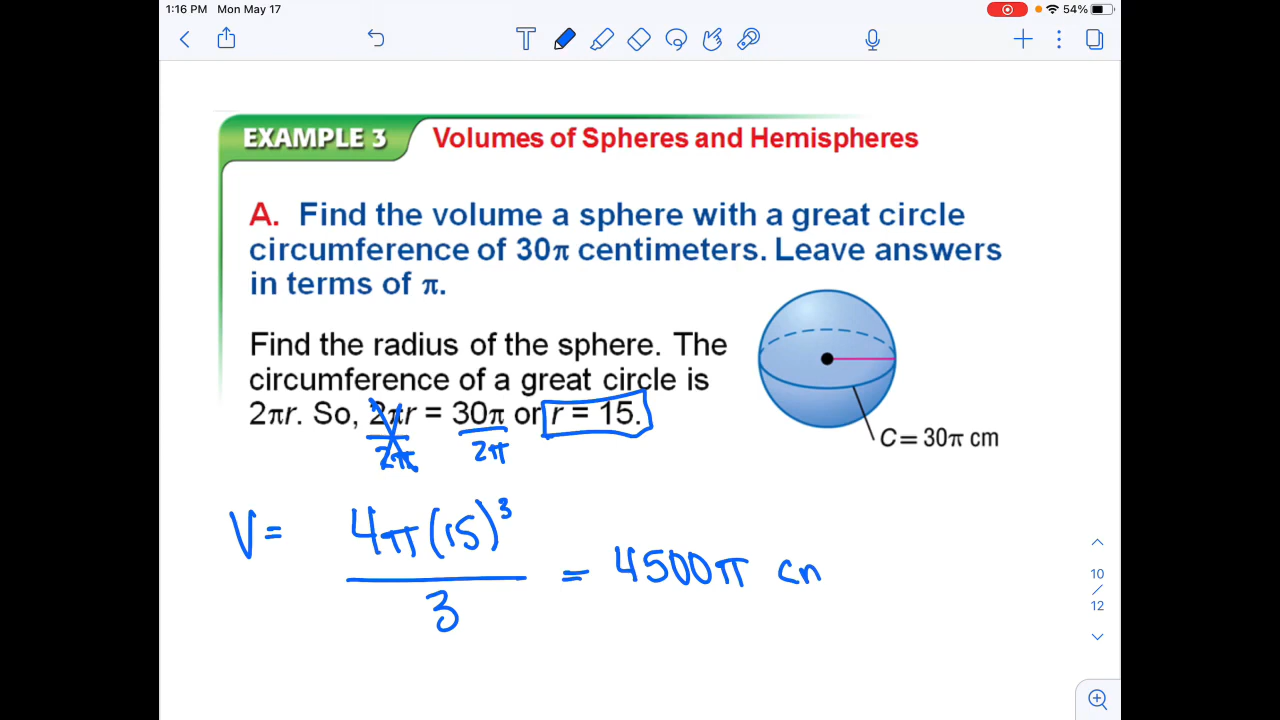 1:16 PM Mon May 17
54%
T
EXAMPLE 3 Volumes of Spheres and Hemispheres
A. Find the volume a sphere with a great circle
circumference of 30π centimeters. Leave answers
in terms of π.
Find the radius of the sphere. The
circumference of a great circle is
2πr. So, 2πr = 30π or r = 15.
2π 2π
C = 30π cm
V = 4π(15)³
3
= 4500π cm
10
/
12